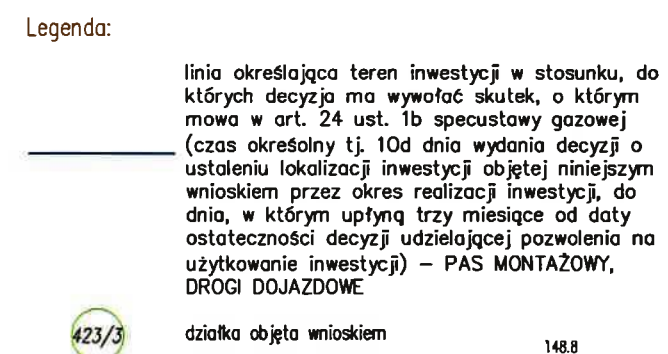 Legenda:
linia określająca teren inwestycji w stosunku, do
których decyzja ma wywołać skutek, o którym
mowa w art. 24 ust. 1b specustawy gazowej
(czas określny tj. 10d dnia wydania decyzji o
ustaleniu lokalizacji inwestycji objętej niniejszym
wnioskiem przez okres realizacji inwestycji, do
dnia, w którym upłyną trzy miesiące od daty
ostateczności decyzji udzielającej pozwolenia na
użytkowanie inwestycji) – PAS MONTAŻOWY,
DROGI DOJAZDOWE
423/3 działka objęta wnioskiem
148.8